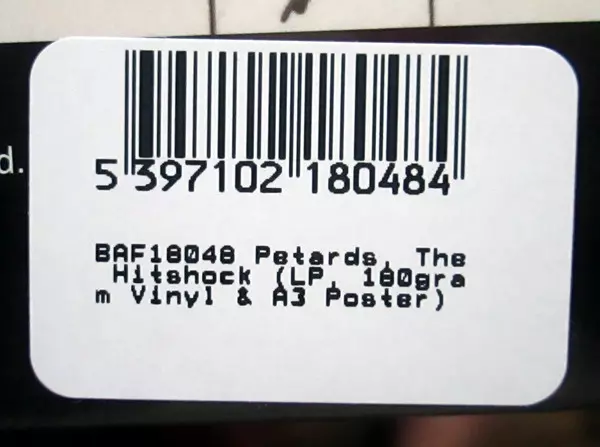 d.
5 397102 180484
BAF18048 Petards, The
Hitshock (LP, 180gra
m Vinyl & A3 Poster)